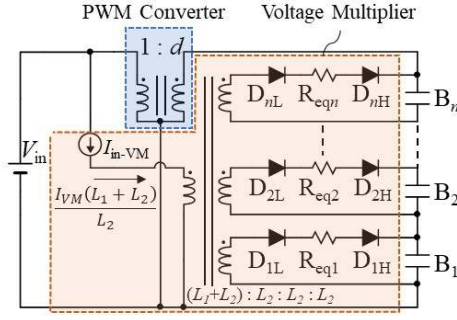 PWM Converter
Voltage Multiplier
1 : d
V_in
I_in-VM
I_VM(L_1 + L_2)
L_2
D_nL R_eqn D_nH B_n
D_2L R_eq2 D_2H B_2
D_1L R_eq1 D_1H B_1
(L_1+L_2) : L_2 : L_2 : L_2